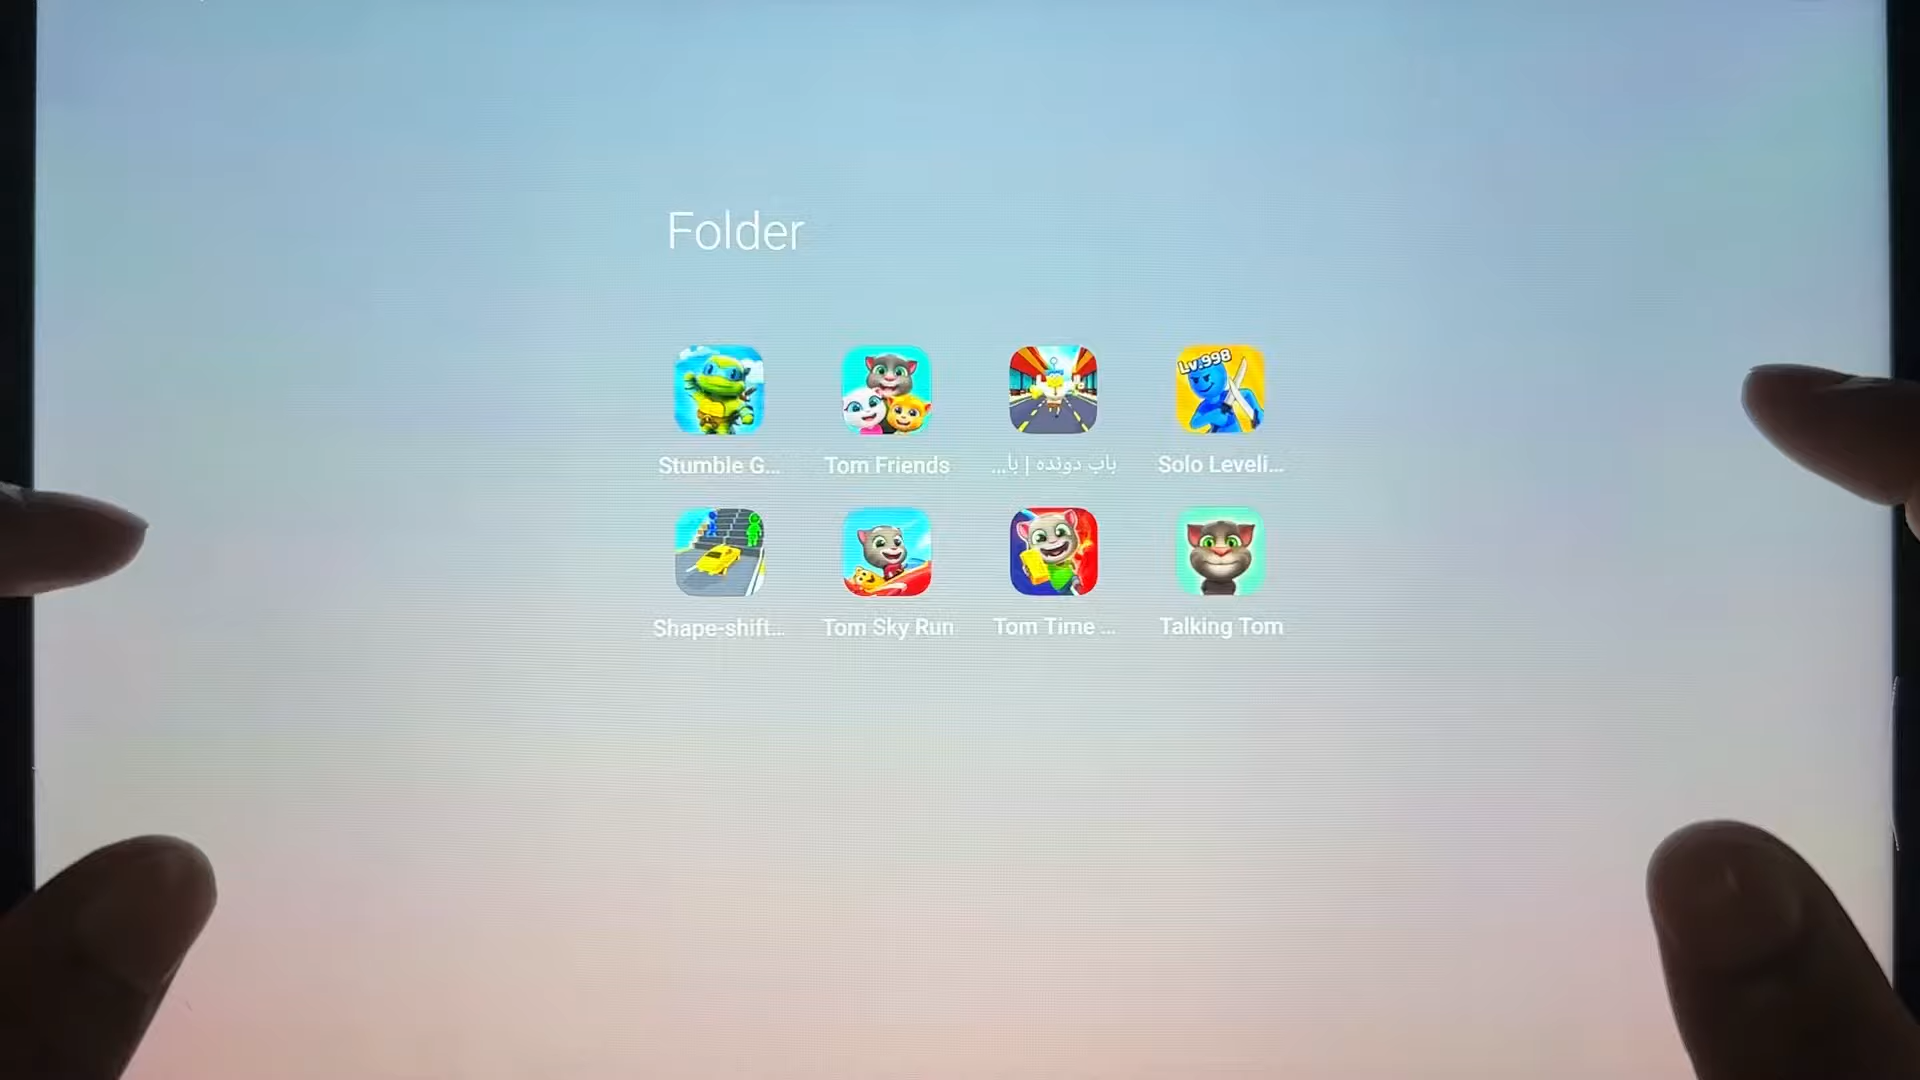 Folder
Lv.998
Stumble G...
Tom Friends
باب دونده | با...
Solo Leveli...
Shape-shift...
Tom Sky Run
Tom Time ...
Talking Tom